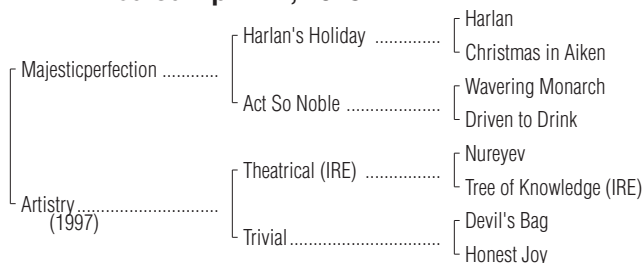 Harlan
Harlan's Holiday ..............
Christmas in Aiken
Majesticperfection ...........
Wavering Monarch
Act So Noble .....................
Driven to Drink
Nureyev
Theatrical (IRE) .................
Tree of Knowledge (IRE)
Artistry............................
(1997)
Devil's Bag
Trivial..................................
Honest Joy